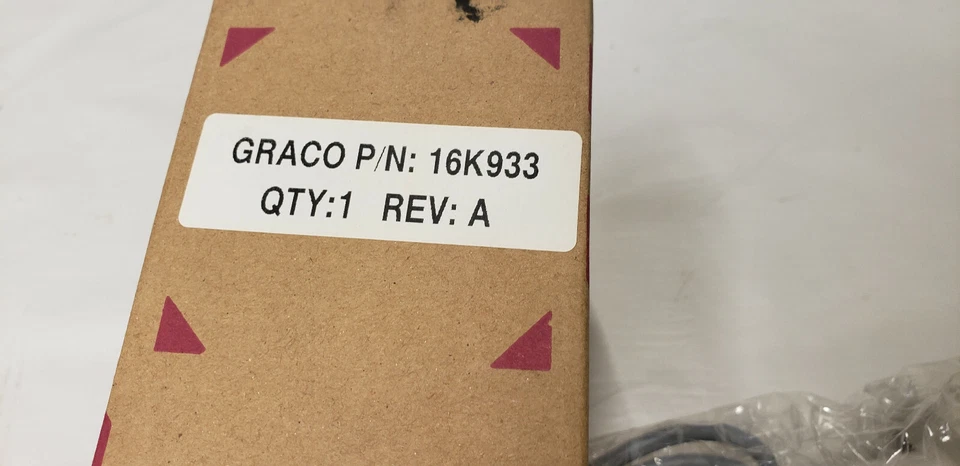 GRACO P/N: 16K933
QTY:1 REV: A